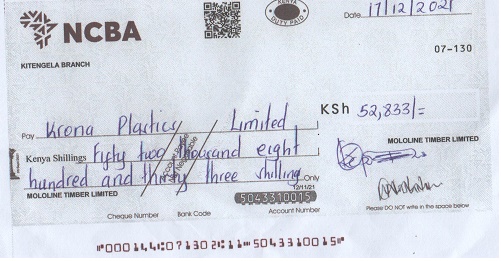 NCBA
KENYA
DUTY PAID
Date 17/12/2021
07-130
KITENGELA BRANCH
Pay Krona Plastics Limited
KSh 52,833/=
Kenya Shillings Fifty two thousand eight
hundred and thirty three shilling Only
MOLOLINE TIMBER LIMITED
MOLOLINE TIMBER LIMITED
12/11/21
5043310015
Cheque Number Bank Code Account Number
Please DO NOT write in the space below
"000144"07130 2"11"5043310015"